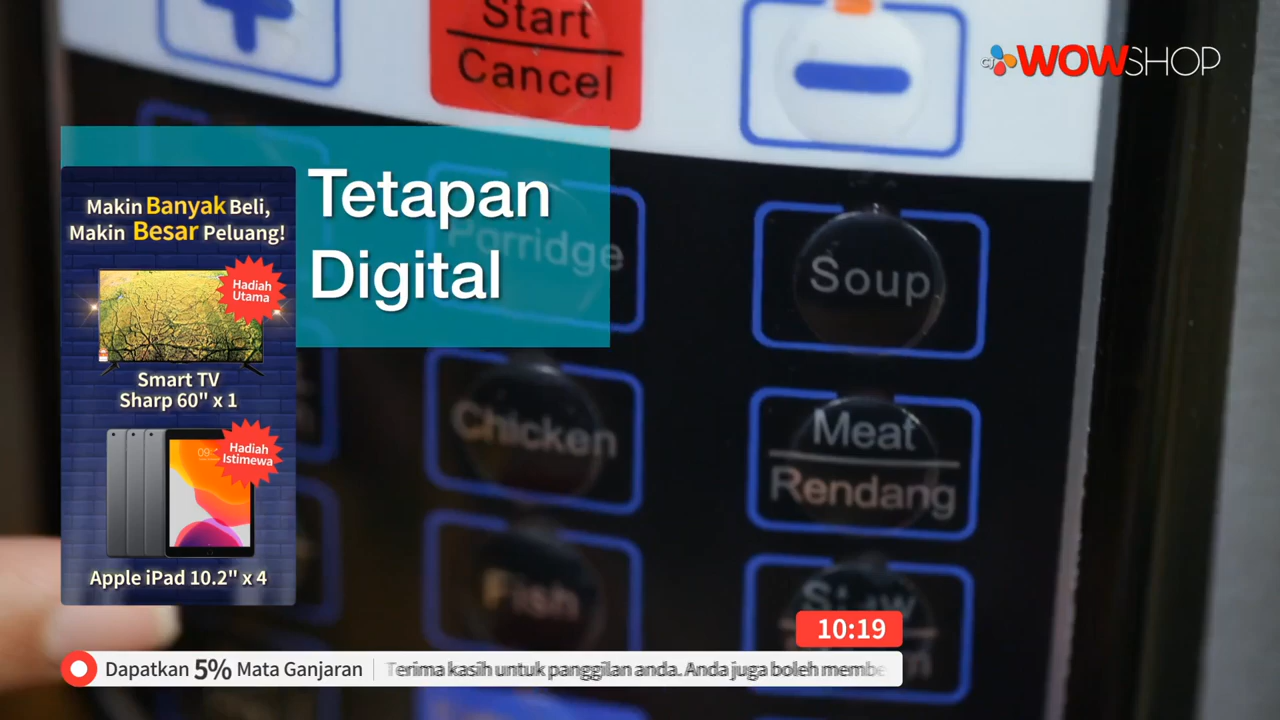 Start
Cancel
CJ WOWSHOP
Tetapan
Digital
Makin Banyak Beli,
Makin Besar Peluang!
Hadiah
Utama
Smart TV
Sharp 60" x 1
Hadiah
Istimewa
Apple iPad 10.2" x 4
Porridge
Soup
Chicken
Meat
Rendang
Fish
10:19
Dapatkan 5% Mata Ganjaran
Terima kasih untuk panggilan anda. Anda juga boleh membe